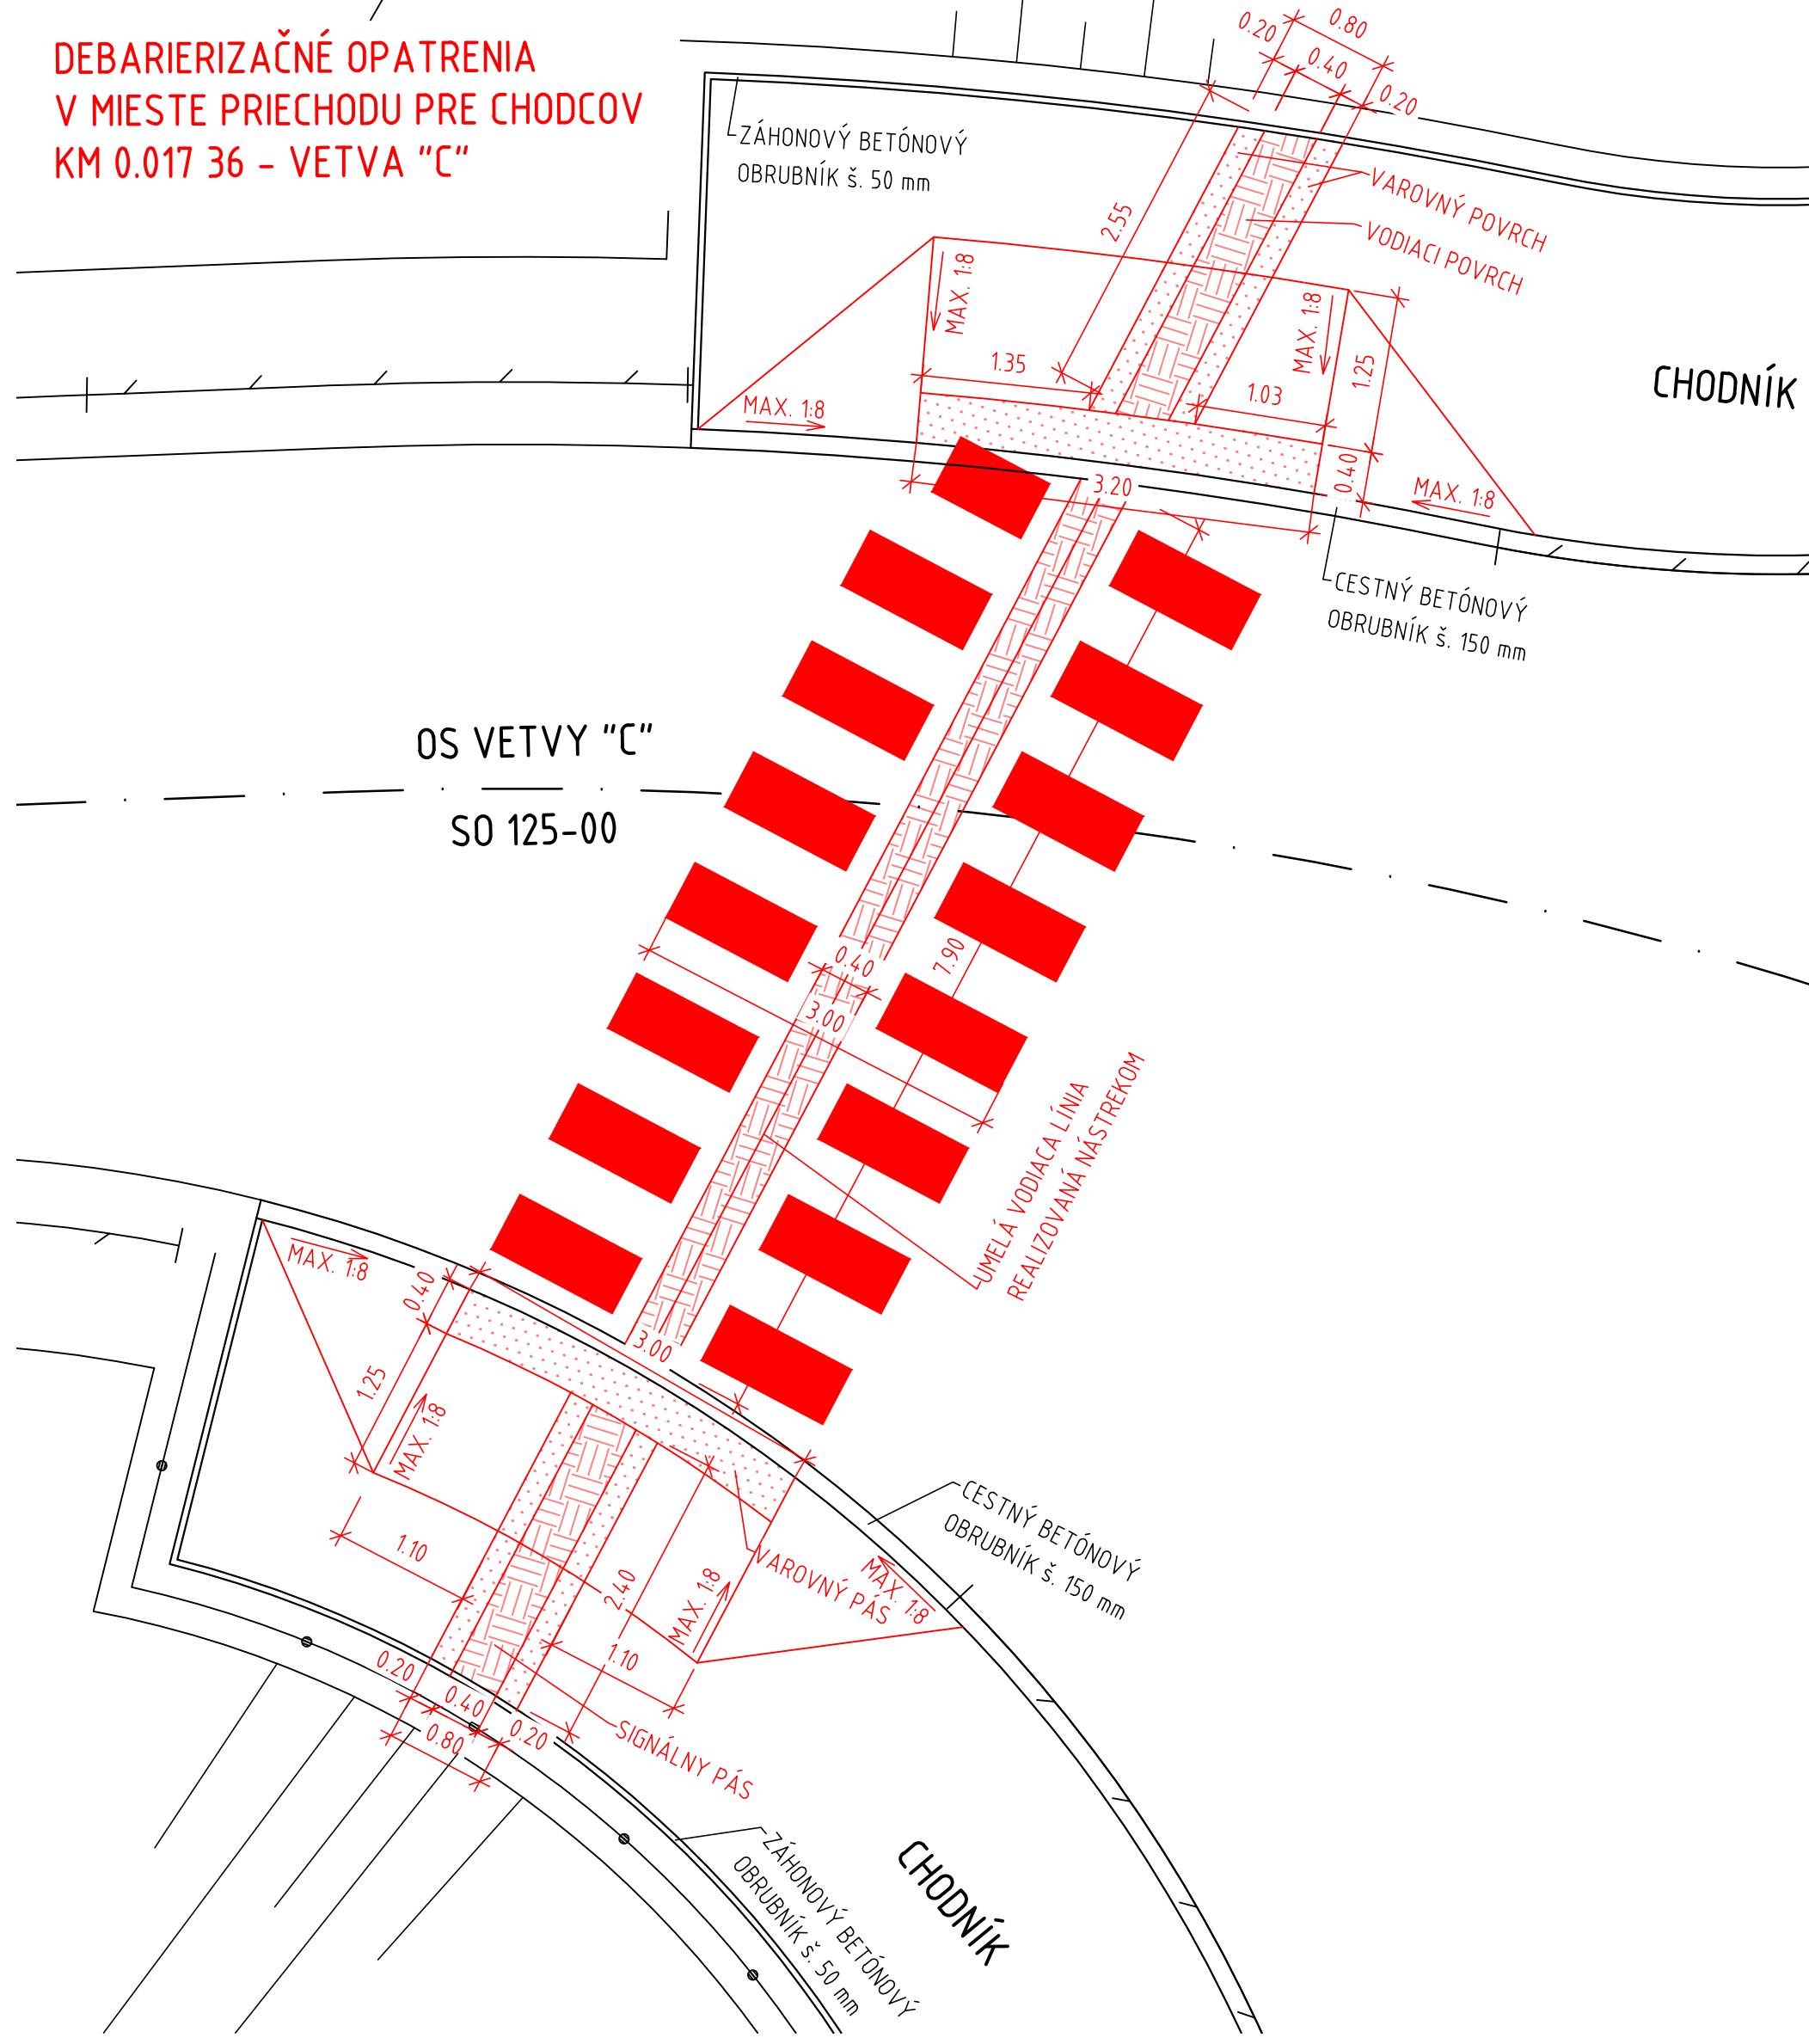 DEBARIERIZAČNÉ OPATRENIA
V MIESTE PRIECHODU PRE CHODCOV
KM 0.017 36 - VETVA "C"
0.20
0.80
0.40
0.20
ZÁHONOVÝ BETÓNOVÝ
OBRUBNÍK š. 50 mm
VAROVNÝ POVRCH
VODIACI POVRCH
2.55
MAX. 1:8
MAX. 1:8
1.25
1.35
1.03
MAX. 1:8
CHODNÍK
0.40
MAX. 1:8
3.20
CESTNÝ BETÓNOVÝ
OBRUBNÍK š. 150 mm
OS VETVY "C"
SO 125-00
7.90
0.40
3.00
UMELÁ VODIACA LÍNIA
REALIZOVANÁ NÁSTREKOM
MAX. 1:8
0.40
3.00
1.25
MAX. 1:8
CESTNÝ BETÓNOVÝ
OBRUBNÍK š. 150 mm
1.10
VAROVNÝ PÁS
MAX. 1:8
2.40
MAX. 1:8
1.10
0.20
0.40
0.20
0.80
SIGNÁLNY PÁS
ZÁHONOVÝ BETÓNOVÝ
OBRUBNÍK š. 50 mm
CHODNÍK